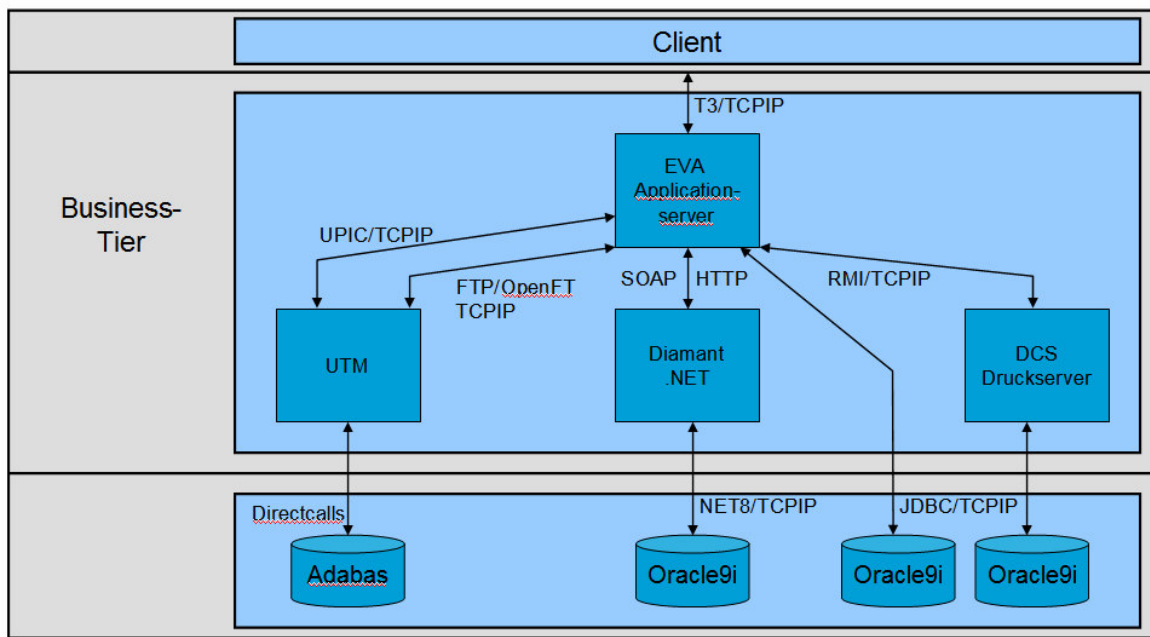 Client
T3/TCPIP
EVA
Application-
server
Business-
Tier
UPIC/TCPIP
FTP/OpenFT
TCPIP
SOAP
HTTP
RMI/TCPIP
UTM
Diamant
.NET
DCS
Druckserver
Directcalls
NET8/TCPIP
JDBC/TCPIP
Adabas
Oracle9i
Oracle9i
Oracle9i